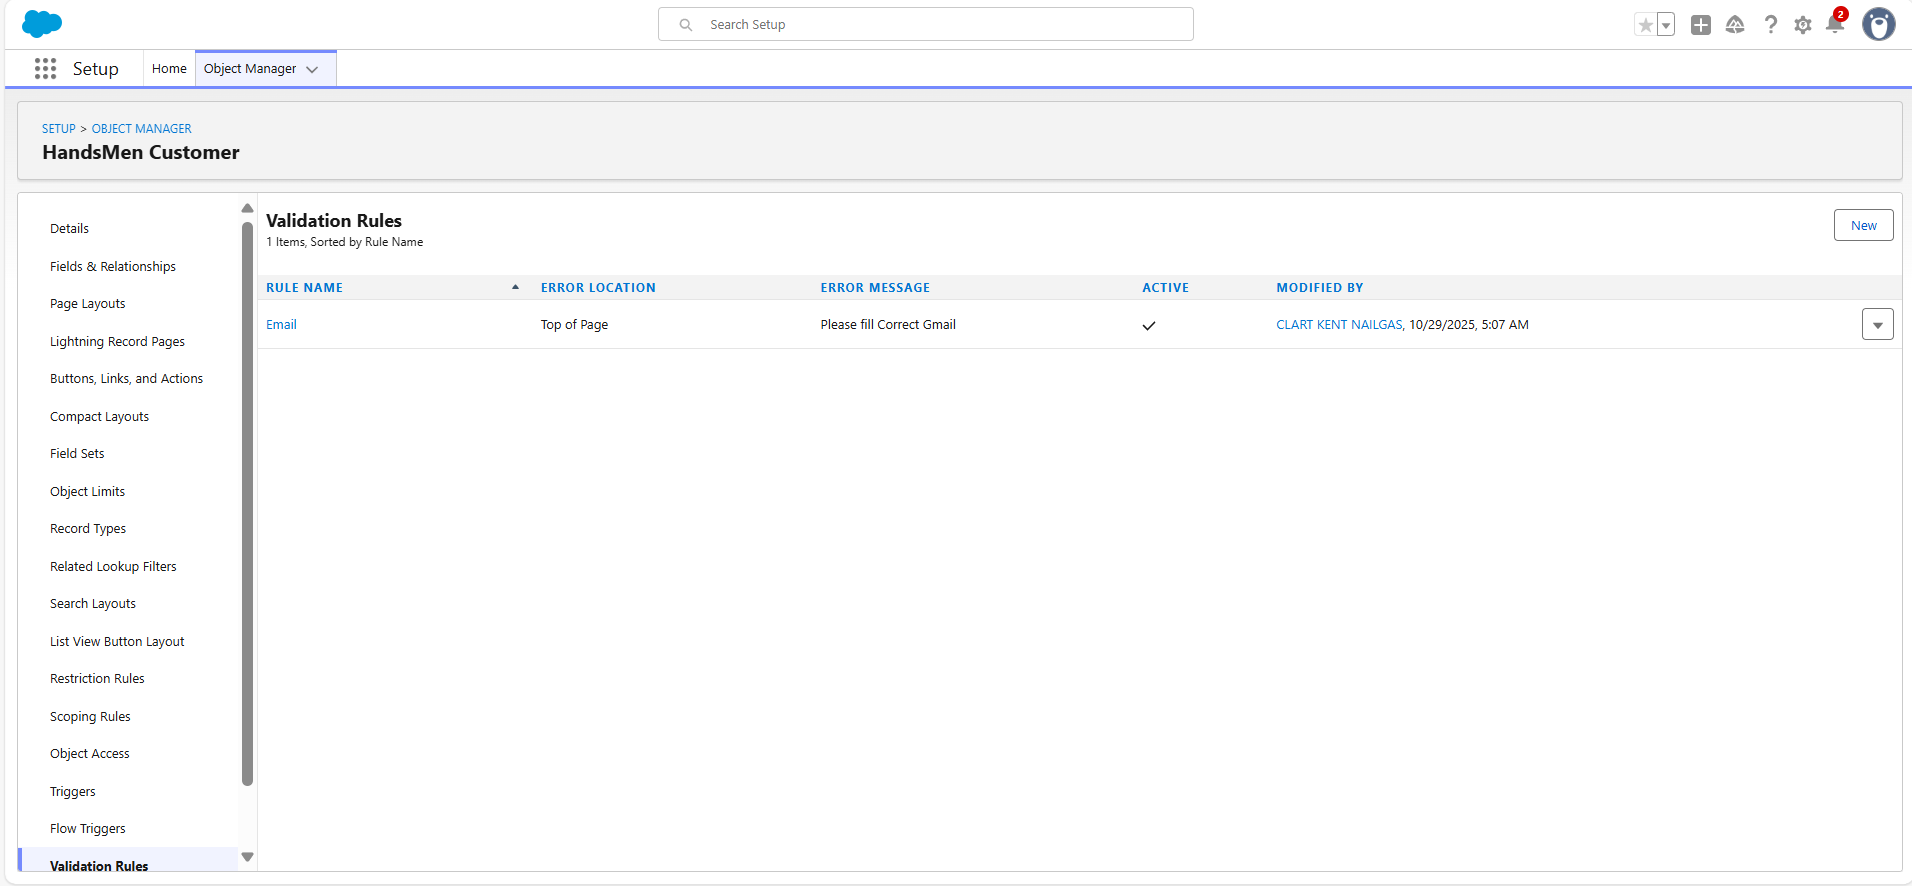 Search Setup
2
Setup
Home
Object Manager
SETUP > OBJECT MANAGER
HandsMen Customer
Details
Fields & Relationships
Page Layouts
Lightning Record Pages
Buttons, Links, and Actions
Compact Layouts
Field Sets
Object Limits
Record Types
Related Lookup Filters
Search Layouts
List View Button Layout
Restriction Rules
Scoping Rules
Object Access
Triggers
Flow Triggers
Validation Rules
Validation Rules
1 Items, Sorted by Rule Name
New
RULE NAME ERROR LOCATION ERROR MESSAGE ACTIVE MODIFIED BY
Email Top of Page Please fill Correct Gmail CLART KENT NAILGAS, 10/29/2025, 5:07 AM